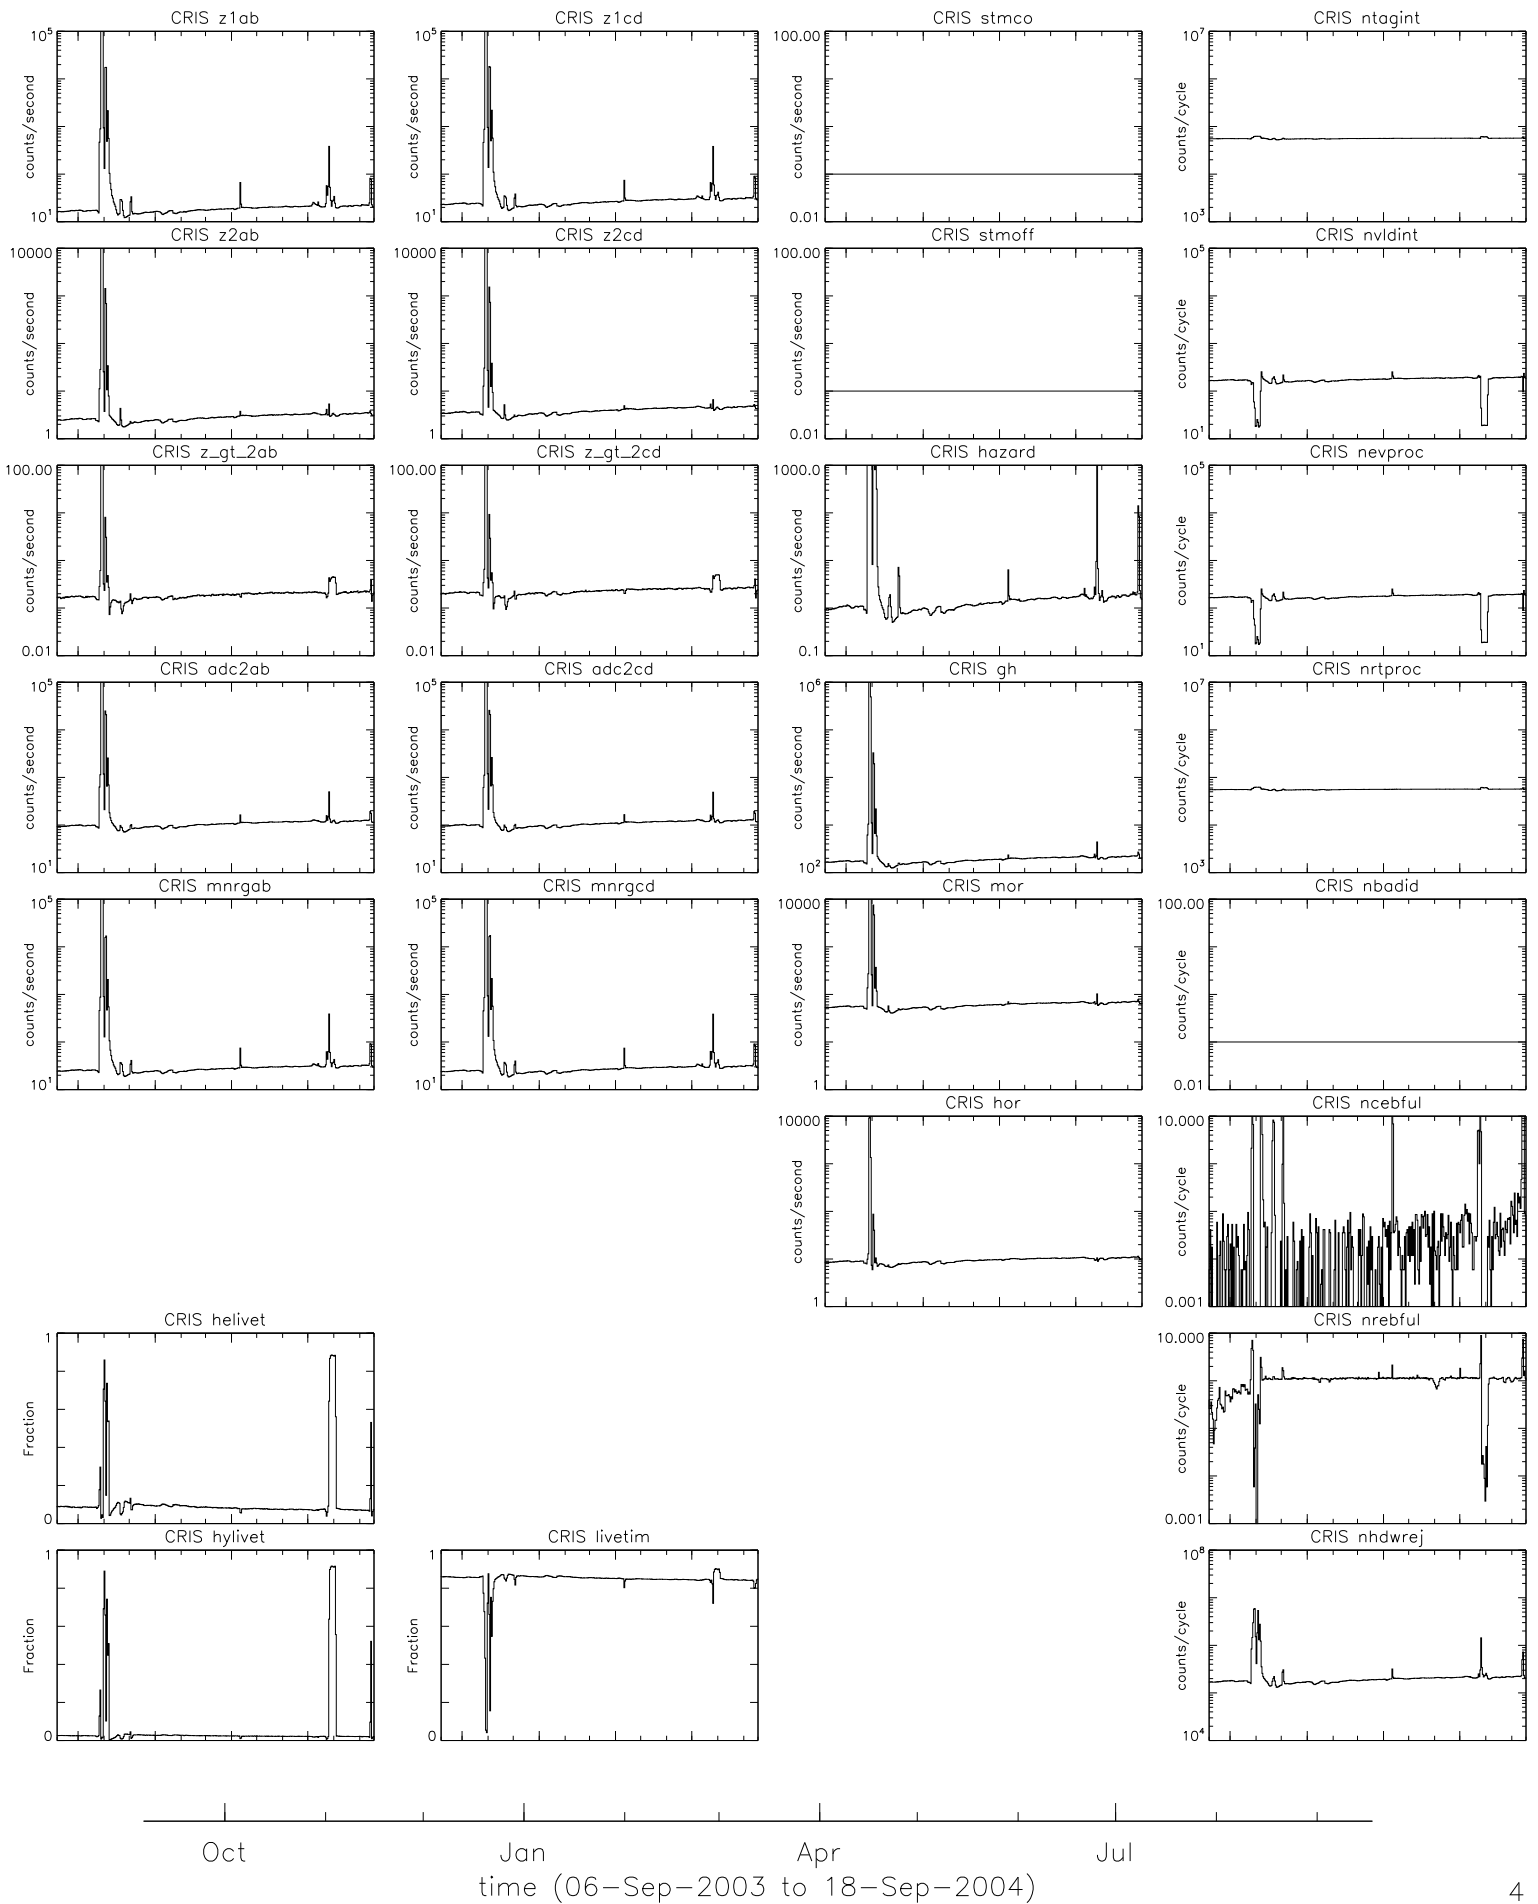 CRIS z1ab
10⁵
counts/second
10¹
CRIS z1cd
10⁵
counts/second
10¹
CRIS stmco
100.00
counts/second
0.01
CRIS ntagint
10⁷
counts/cycle
10³
CRIS z2ab
10000
counts/second
1
CRIS z2cd
10000
counts/second
1
CRIS stmoff
100.00
counts/second
0.01
CRIS nvldint
10⁵
counts/cycle
10¹
CRIS z_gt_2ab
100.00
counts/second
0.01
CRIS z_gt_2cd
100.00
counts/second
0.01
CRIS hazard
1000.0
counts/second
0.1
CRIS nevproc
10⁵
counts/cycle
10¹
CRIS adc2ab
10⁵
counts/second
10¹
CRIS adc2cd
10⁵
counts/second
10¹
CRIS gh
10⁶
counts/second
10²
CRIS nrtproc
10⁷
counts/cycle
10³
CRIS mnrgab
10⁵
counts/second
10¹
CRIS mnrgcd
10⁵
counts/second
10¹
CRIS mor
10000
counts/second
1
CRIS nbadid
100.00
counts/cycle
0.01
CRIS hor
10000
counts/second
1
CRIS ncebful
10.000
counts/cycle
0.001
CRIS helivet
1
Fraction
0
CRIS nrebful
10.000
counts/cycle
0.001
CRIS hylivet
1
Fraction
0
CRIS livetim
1
Fraction
0
CRIS nhdwrej
10⁸
counts/cycle
10⁴
Oct Jan Apr Jul
time (06-Sep-2003 to 18-Sep-2004)
4